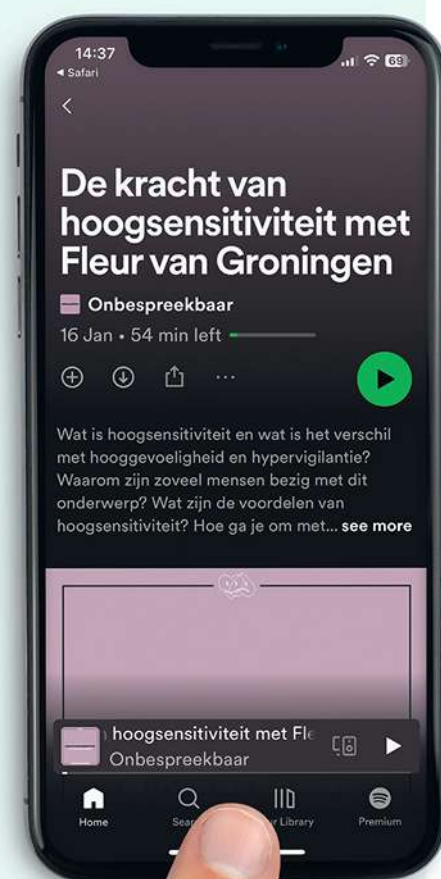 14:37
◀ Safari
69
De kracht van
hoogsensitiviteit met
Fleur van Groningen
Onbespreekbaar
16 Jan • 54 min left
Wat is hoogsensitiviteit en wat is het verschil
met hooggevoeligheid en hypervigilantie?
Waarom zijn zoveel mensen bezig met dit
onderwerp? Wat zijn de voordelen van
hoogsensitiviteit? Hoe ga je om met... see more
hoogsensitiviteit met Fle
Onbespreekbaar
Home
Library
Premium